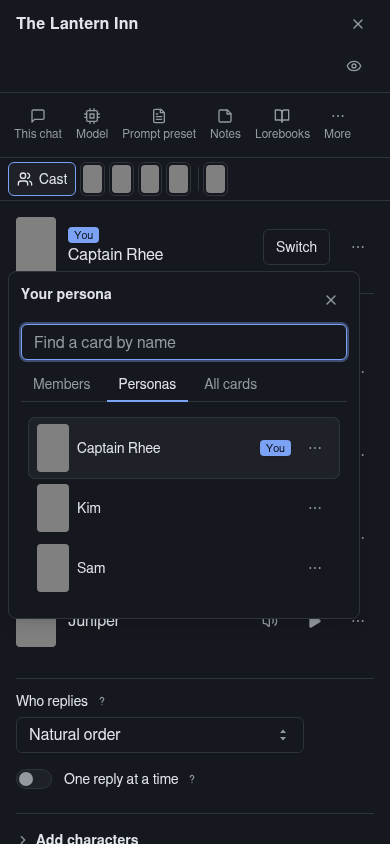 The Lantern Inn
This chat
Model
Prompt preset
Notes
Lorebooks
More
Cast
You
Captain Rhee
Switch
Your persona
Find a card by name
Members
Personas
All cards
Captain Rhee
You
Kim
Sam
Juniper
Who replies ?
Natural order
One reply at a time ?
Add characters